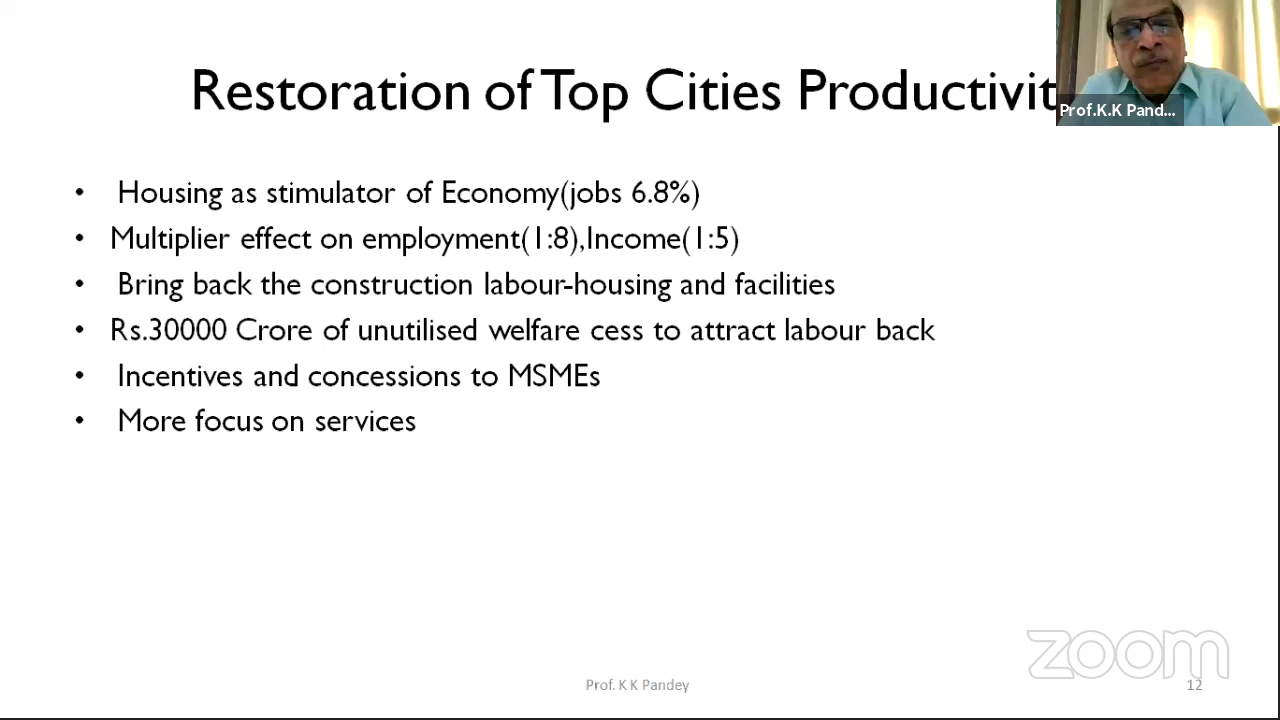 Restoration of Top Cities Productivit
Prof.K.K Pand...
• Housing as stimulator of Economy(jobs 6.8%)
• Multiplier effect on employment(1:8),Income(1:5)
• Bring back the construction labour-housing and facilities
• Rs.30000 Crore of unutilised welfare cess to attract labour back
• Incentives and concessions to MSMEs
• More focus on services
zoom
Prof. K K Pandey
12